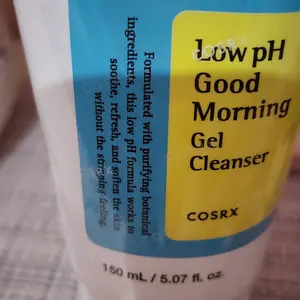 Low pH
Good
Morning
Gel
Cleanser
COSRX
Formulated with purifying botanical
ingredients, this low pH formula works to
soothe, refresh, and soften the skin
without the stripping feeling.
150 mL / 5.07 fl. oz.